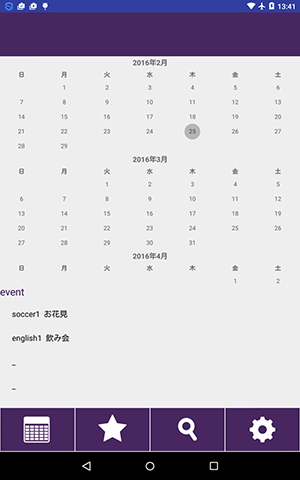 13:41
2016年2月
日 月 火 水 木 金 土
1 2 3 4 5 6
7 8 9 10 11 12 13
14 15 16 17 18 19 20
21 22 23 24 25 26 27
28 29
2016年3月
日 月 火 水 木 金 土
1 2 3 4 5
6 7 8 9 10 11 12
13 14 15 16 17 18 19
20 21 22 23 24 25 26
27 28 29 30 31
2016年4月
日 月 火 水 木 金 土
1 2
event
soccer1 お花見
english1 飲み会
_
_